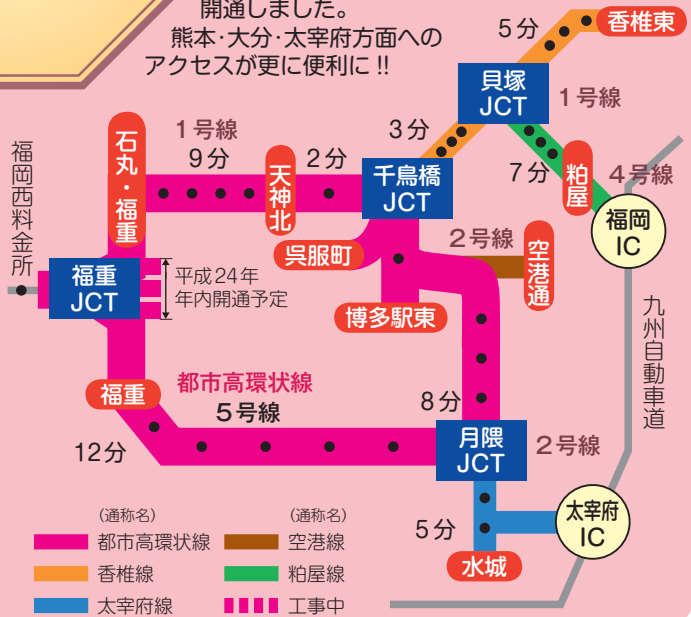 開通しました。
熊本・大分・太宰府方面への
アクセスが更に便利に!!
5分
香椎東
貝塚
JCT
1号線
3分
7分
粕屋
4号線
福岡
IC
1号線
9分
石丸・福重
天神北
2分
千鳥橋
JCT
福岡西料金所
呉服町
2号線
空港通
福重
JCT
平成24年
年内開通予定
博多駅東
九州自動車道
都市高環状線
5号線
福重
12分
8分
月隈
JCT
2号線
5分
水城
太宰府
IC
(通称名)
都市高環状線
香椎線
太宰府線
(通称名)
空港線
粕屋線
工事中